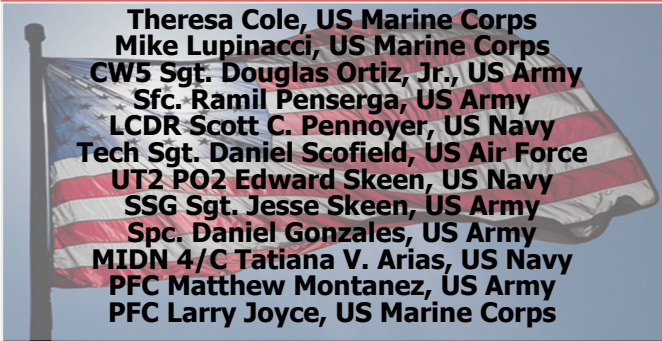 Theresa Cole, US Marine Corps
Mike Lupinacci, US Marine Corps
CW5 Sgt. Douglas Ortiz, Jr., US Army
Sfc. Ramil Penserga, US Army
LCDR Scott C. Pennoyer, US Navy
Tech Sgt. Daniel Scofield, US Air Force
UT2 PO2 Edward Skeen, US Navy
SSG Sgt. Jesse Skeen, US Army
Spc. Daniel Gonzales, US Army
MIDN 4/C Tatiana V. Arias, US Navy
PFC Matthew Montanez, US Army
PFC Larry Joyce, US Marine Corps